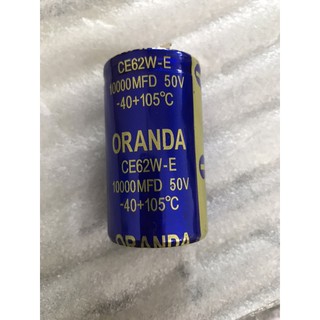 CE62W-E
10000MFD 50V
-40+105℃
ORANDA
CE62W-E
10000MFD 50V
-40+105℃
ORANDA